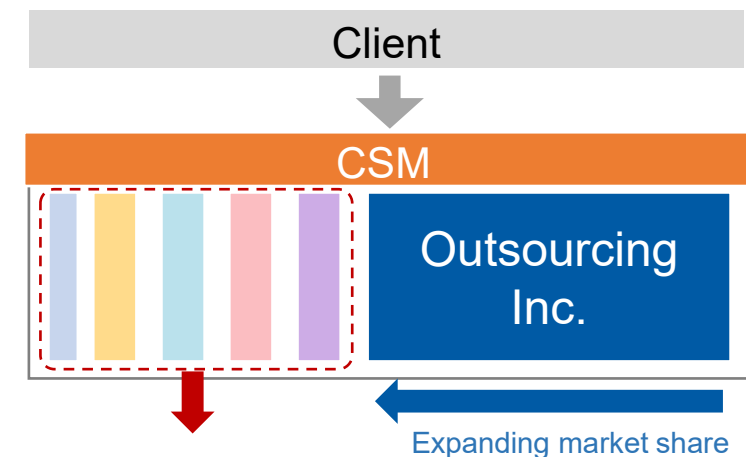 Client
CSM
Outsourcing
Inc.
Expanding market share